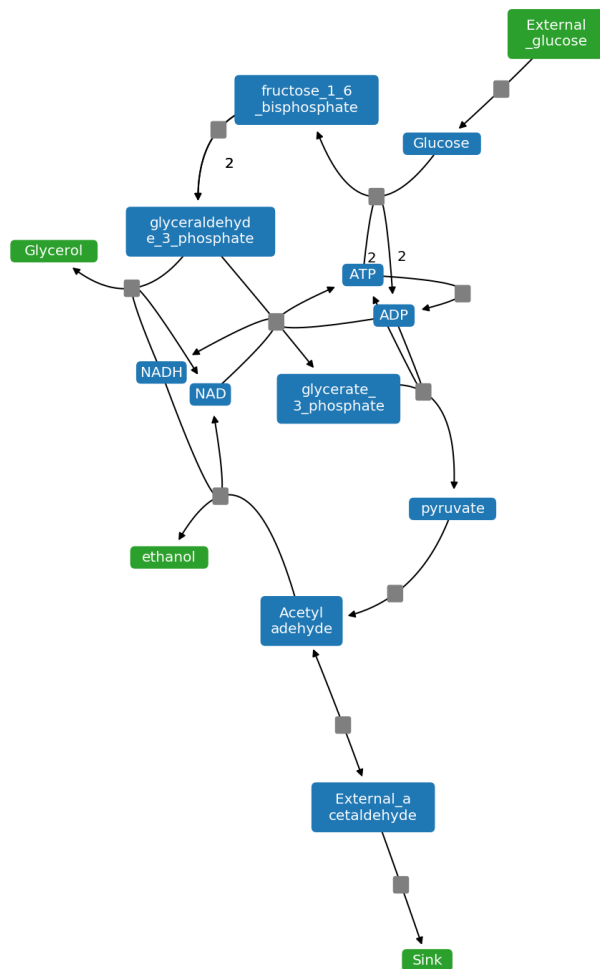 External
_glucose
fructose_1_6
_bisphosphate
Glucose
2
glyceraldehyd
e_3_phosphate
Glycerol
2
2
ATP
ADP
NADH
NAD
glycerate_
3_phosphate
pyruvate
ethanol
Acetyl
adehyde
External_a
cetaldehyde
Sink